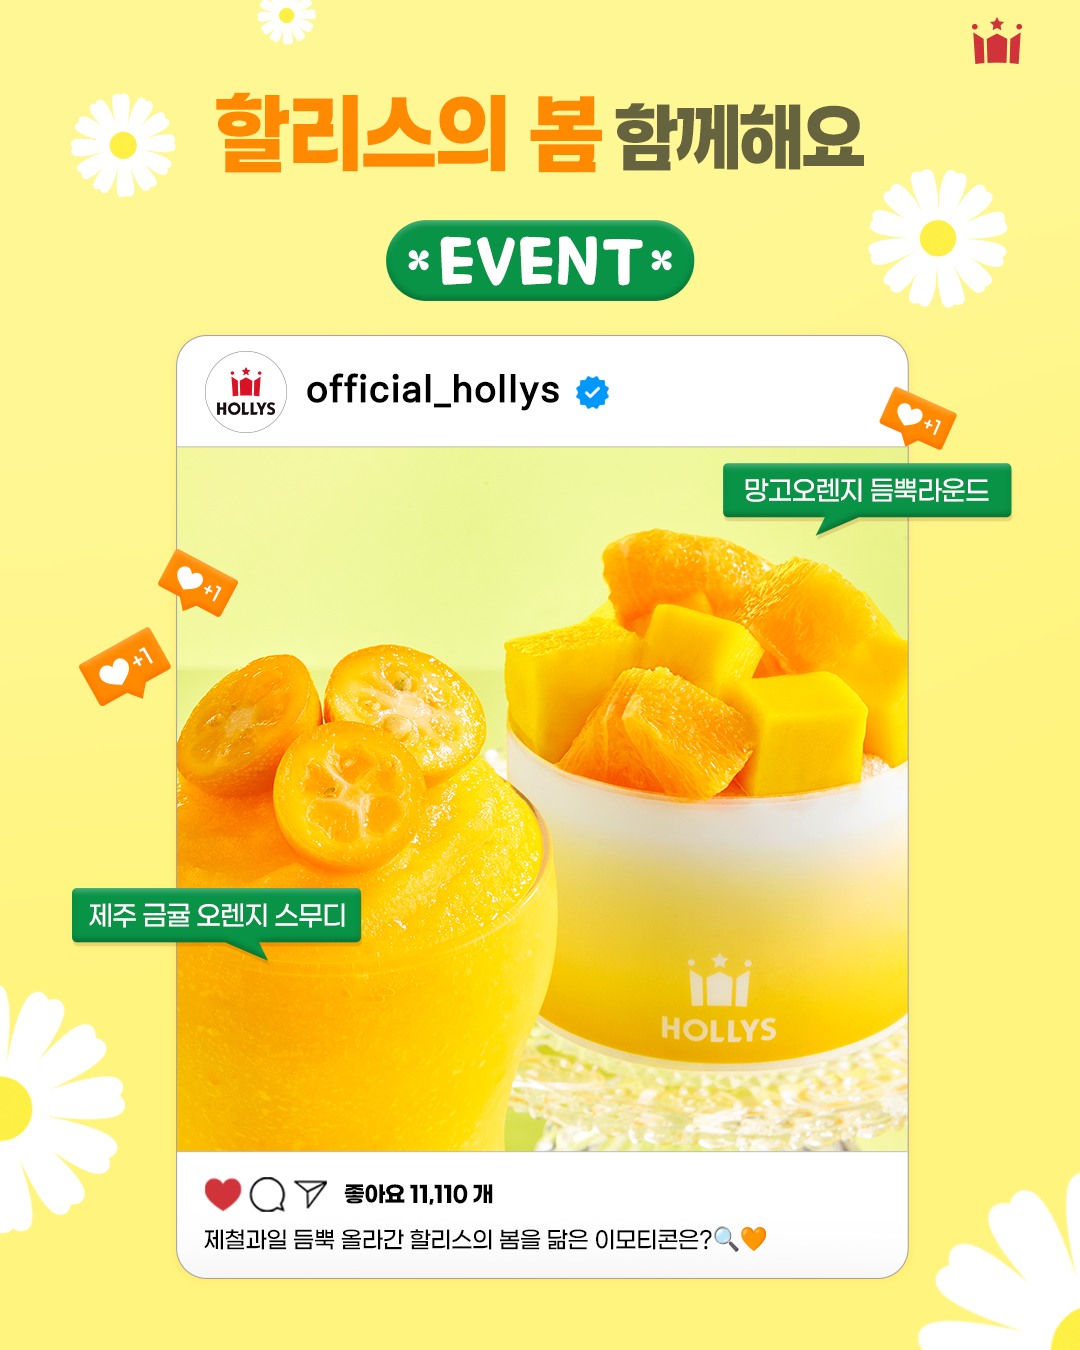 할리스의 봄 함께해요
EVENT
HOLLYS
official_hollys
+1
망고오렌지 듬뿍라운드
+1
+1
제주 금귤 오렌지 스무디
HOLLYS
좋아요 11,110 개
제철과일 듬뿍 올라간 할리스의 봄을 닮은 이모티콘은?🔍🧡